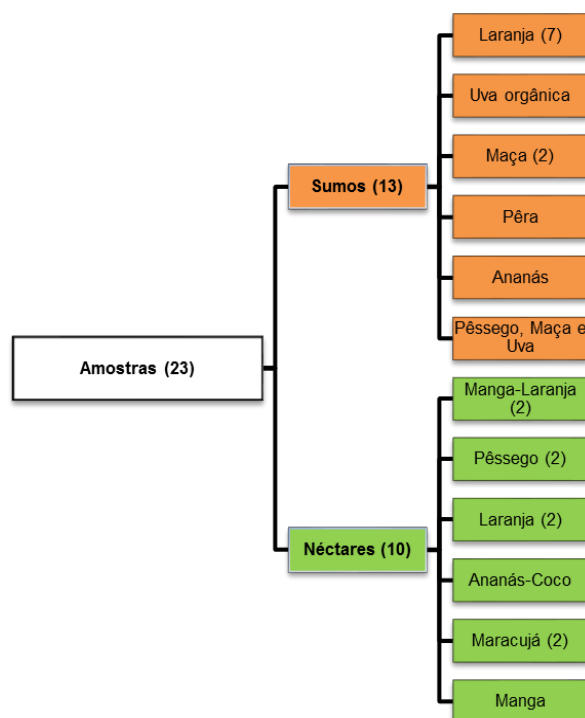 Amostras (23)
Sumos (13)
Laranja (7)
Uva orgânica
Maça (2)
Pêra
Ananás
Pêssego, Maça e
Uva
Néctares (10)
Manga-Laranja
(2)
Pêssego (2)
Laranja (2)
Ananás-Coco
Maracujá (2)
Manga